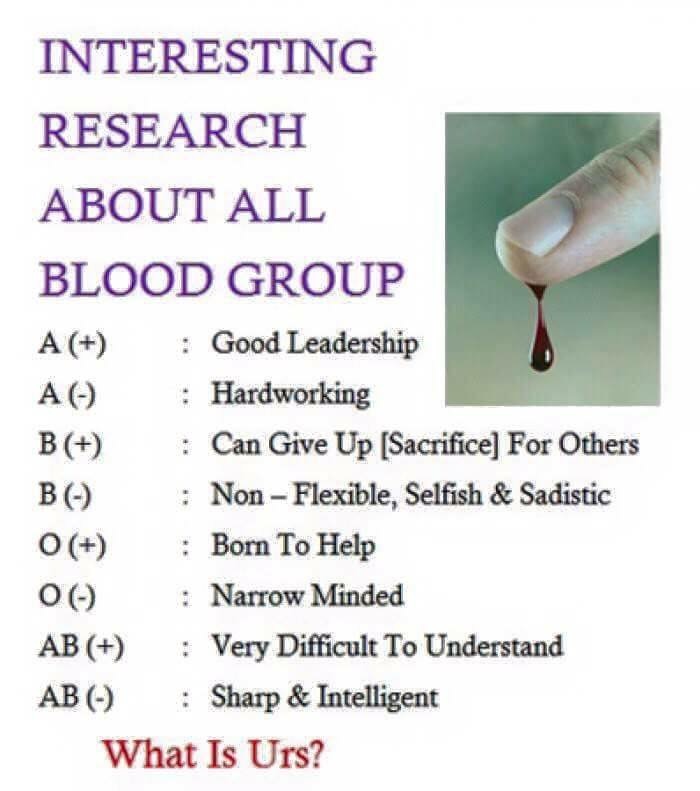 INTERESTING
RESEARCH
ABOUT ALL
BLOOD GROUP
A (+) : Good Leadership
A (-) : Hardworking
B (+) : Can Give Up [Sacrifice] For Others
B (-) : Non – Flexible, Selfish & Sadistic
O (+) : Born To Help
O (-) : Narrow Minded
AB (+) : Very Difficult To Understand
AB (-) : Sharp & Intelligent
What Is Urs?